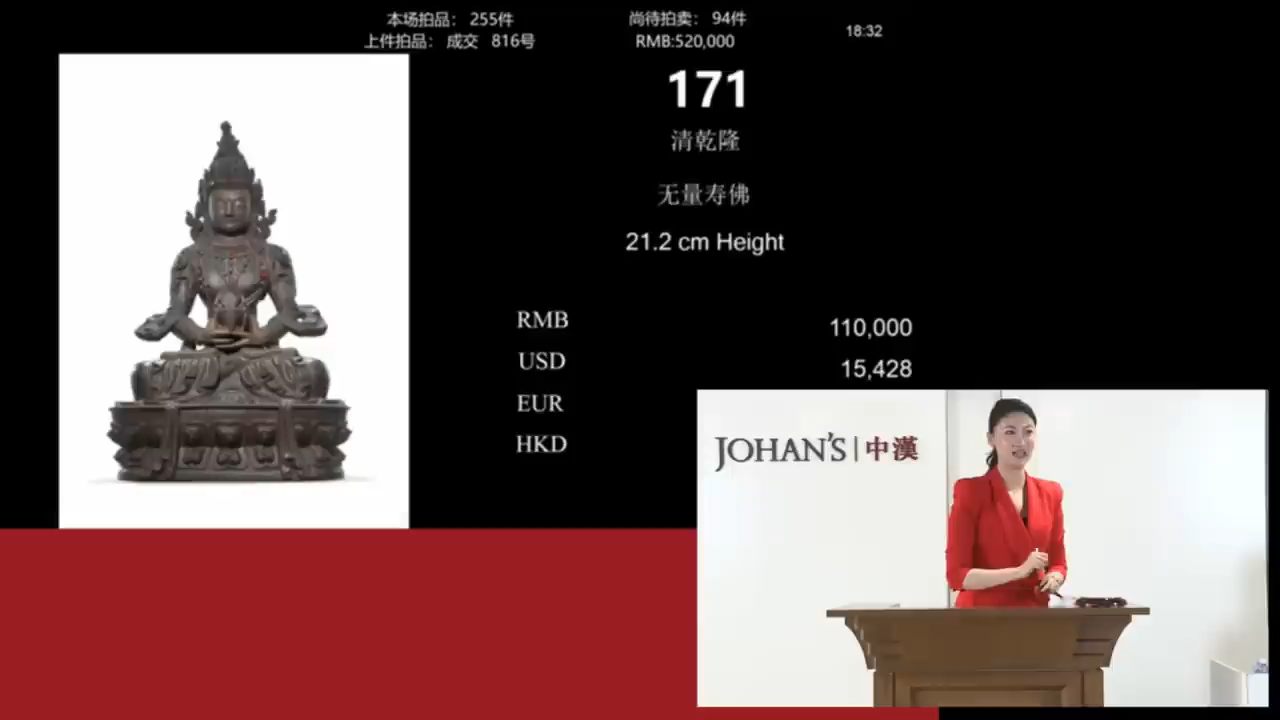 本场拍品： 255件
尚待拍卖： 94件
18:32
上件拍品： 成交 816号
RMB:520,000
171
清乾隆
无量寿佛
21.2 cm Height
RMB 110,000
USD 15,428
EUR
HKD
JOHAN'S | 中漢